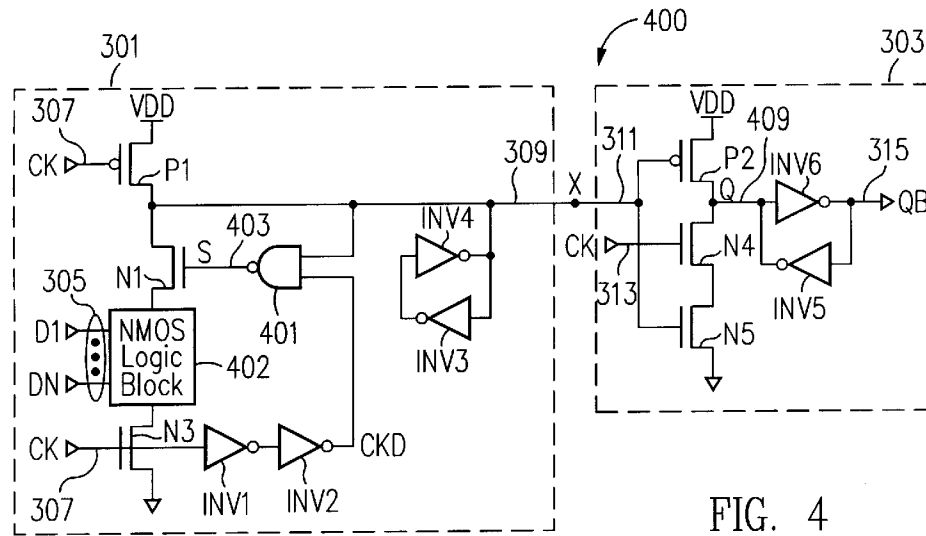 400
301
303
307
VDD
VDD
CK
P1
309
X
311
P2
409
INV6
315
Q
QB
403
INV4
S
CK
N4
313
INV5
N1
305
401
INV3
N5
D1
NMOS
Logic
Block
402
DN
CK
N3
CKD
307
INV1
INV2
FIG. 4